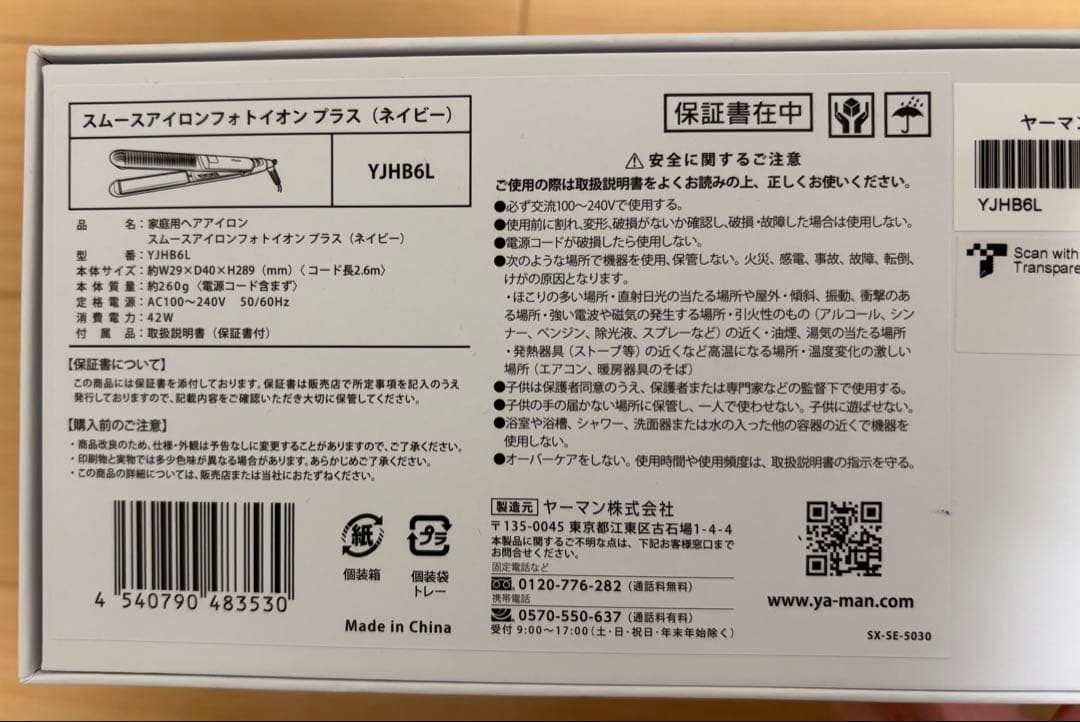 スムースアイロンフォトイオン プラス（ネイビー）
YJHB6L
品名：家庭用ヘアアイロン
スムースアイロンフォトイオン プラス（ネイビー）
型番：YJHB6L
本体サイズ：約W29×D40×H289（mm）〈コード長2.6m〉
本体質量：約260g〈電源コード含まず〉
定格電源：AC100〜240V 50/60Hz
消費電力：42W
付属品：取扱説明書（保証書付）
【保証書について】
この商品には保証書を添付しております。保証書は販売店で所定事項を記入のうえ
発行しておりますので、記載内容をご確認いただき大切に保管してください。
【購入前のご注意】
・商品改良のため、仕様・外観は予告なしに変更することがありますので、ご了承ください。
・印刷物と実物では多少色味が異なる場合があります。あらかじめご了承ください。
・この商品の詳細については、販売店または当社におたずねください。
4 540790 483530
紙
個装箱
プラ
個装袋
トレー
Made in China
保証書在中
⚠安全に関するご注意
ご使用の際は取扱説明書をよくお読みの上、正しくお使いください。
●必ず交流100〜240Vで使用する。
●使用前に割れ、変形、破損がないか確認し、破損・故障した場合は使用しない。
●電源コードが破損したら使用しない。
●次のような場所で機器を使用、保管しない。火災、感電、事故、故障、転倒、
けがの原因となります。
・ほこりの多い場所・直射日光の当たる場所や屋外・傾斜、振動、衝撃のあ
る場所・強い電波や磁気の発生する場所・引火性のもの（アルコール、シン
ナー、ベンジン、除光液、スプレーなど）の近く・油煙、湯気の当たる場所
・発熱器具（ストーブ等）の近くなど高温になる場所・温度変化の激しい
場所（エアコン、暖房器具のそば）
●子供は保護者同意のうえ、保護者または専門家などの監督下で使用する。
●子供の手の届かない場所に保管し、一人で使わせない。子供に遊ばせない。
●浴室や浴槽、シャワー、洗面器または水の入った他の容器の近くで機器を
使用しない。
●オーバーケアをしない。使用時間や使用頻度は、取扱説明書の指示を守る。
製造元 ヤーマン株式会社
〒135-0045 東京都江東区古石場1-4-4
本製品に関するご不明な点は、下記お客様窓口まで
お問合せください。
固定電話など
0120-776-282（通話料無料）
携帯電話
0570-550-637（通話料有料）
受付 9:00〜17:00（土・日・祝日・年末年始除く）
www.ya-man.com
SX-SE-5030
ヤーマン
YJHB6L
Scan with
Transpare